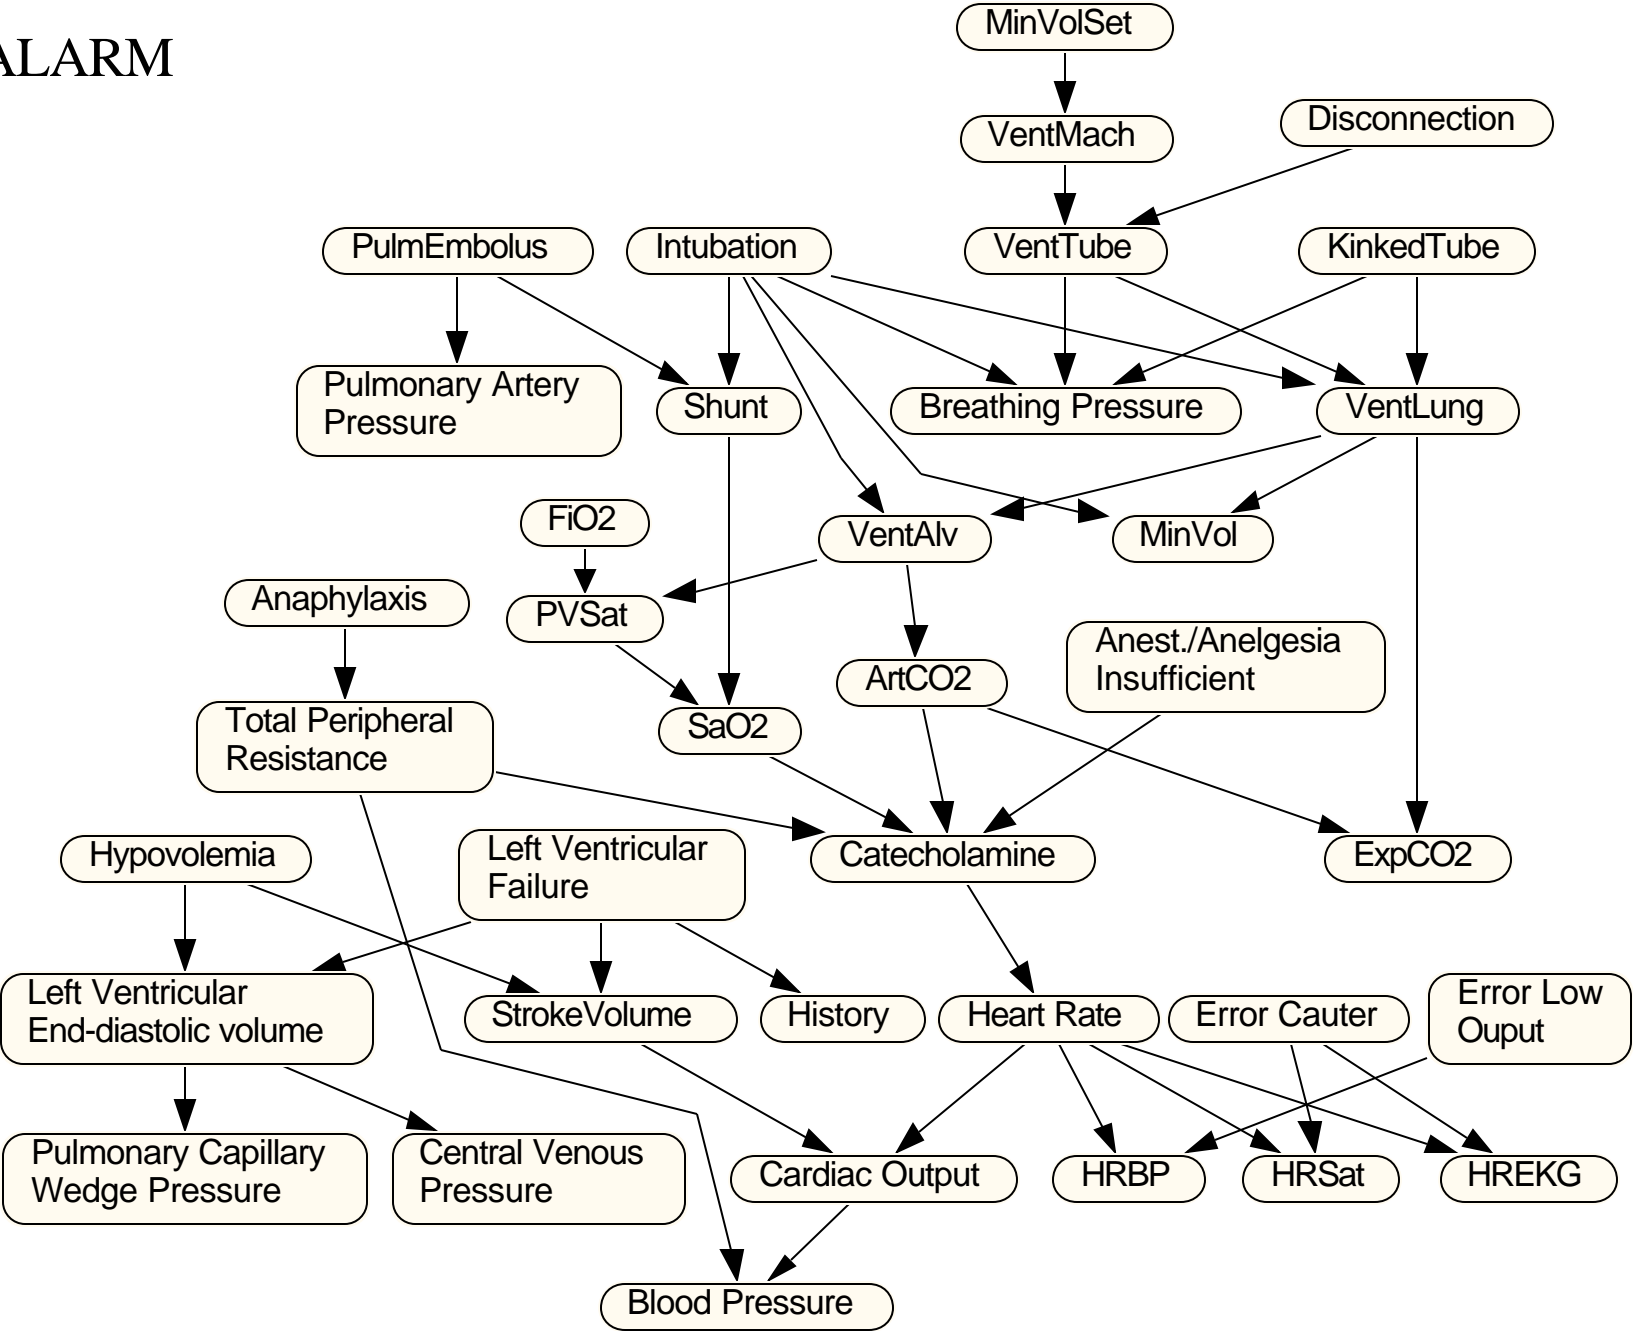 MinVolSet
ALARM
Disconnection
VentMach
PulmEmbolus
Intubation
VentTube
KinkedTube
Pulmonary Artery
Pressure
Shunt
Breathing Pressure
VentLung
FiO2
VentAlv
MinVol
Anaphylaxis
PVSat
Anest./Anelgesia
Insufficient
ArtCO2
Total Peripheral
Resistance
SaO2
Hypovolemia
Left Ventricular
Failure
Catecholamine
ExpCO2
Left Ventricular
End-diastolic volume
StrokeVolume
History
Heart Rate
Error Cauter
Error Low
Ouput
Pulmonary Capillary
Wedge Pressure
Central Venous
Pressure
Cardiac Output
HRBP
HRSat
HREKG
Blood Pressure